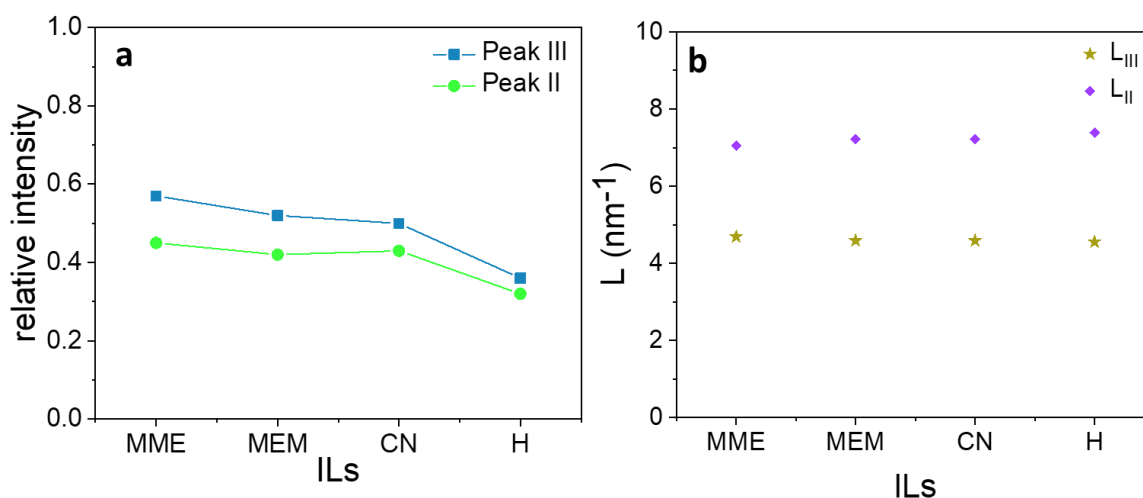 a
Peak III
Peak II
relative intensity
1.0
0.8
0.6
0.4
0.2
0.0
MME MEM CN H
ILs
b
L_III
L_II
L (nm⁻¹)
10
8
6
4
2
0
MME MEM CN H
ILs